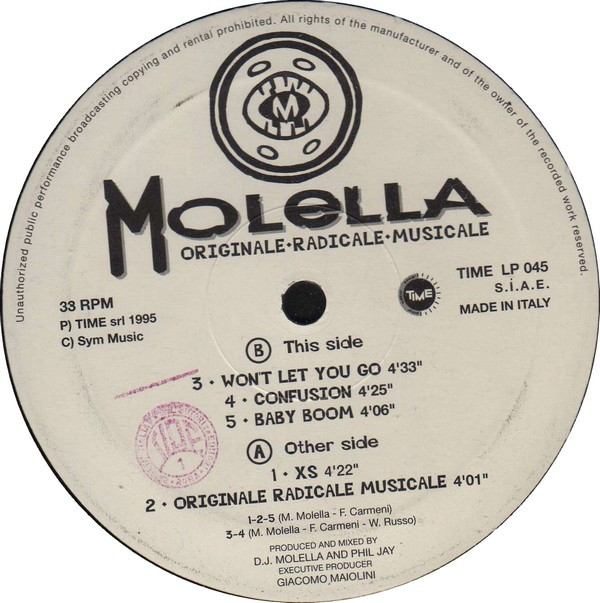 Unauthorized public performance broadcasting copying and rental prohibited. All rights of the manufacturer and of the owner of the recorded work reserved.
M
MOLELLA
ORIGINALE•RADICALE•MUSICALE
33 RPM
P) TIME srl 1995
C) Sym Music
TIME
TIME LP 045
S.I.A.E.
MADE IN ITALY
B This side
3 • WON'T LET YOU GO 4'33"
4 • CONFUSION 4'25"
5 • BABY BOOM 4'06"
A Other side
1 • XS 4'22"
2 • ORIGINALE RADICALE MUSICALE 4'01"
1-2-5 (M. Molella - F. Carmeni)
3-4 (M. Molella - F. Carmeni - W. Russo)
PRODUCED AND MIXED BY
D.J. MOLELLA AND PHIL JAY
EXECUTIVE PRODUCER
GIACOMO MAIOLINI